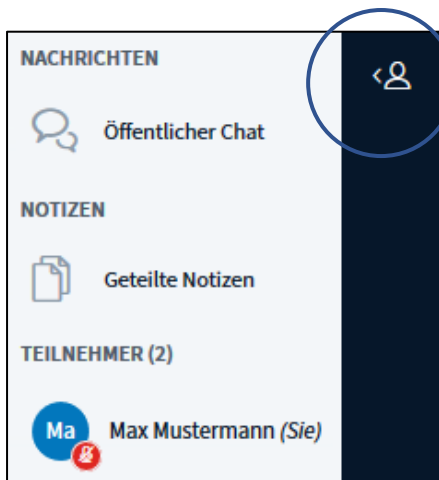 NACHRICHTEN
Öffentlicher Chat
NOTIZEN
Geteilte Notizen
TEILNEHMER (2)
Ma
Max Mustermann (Sie)